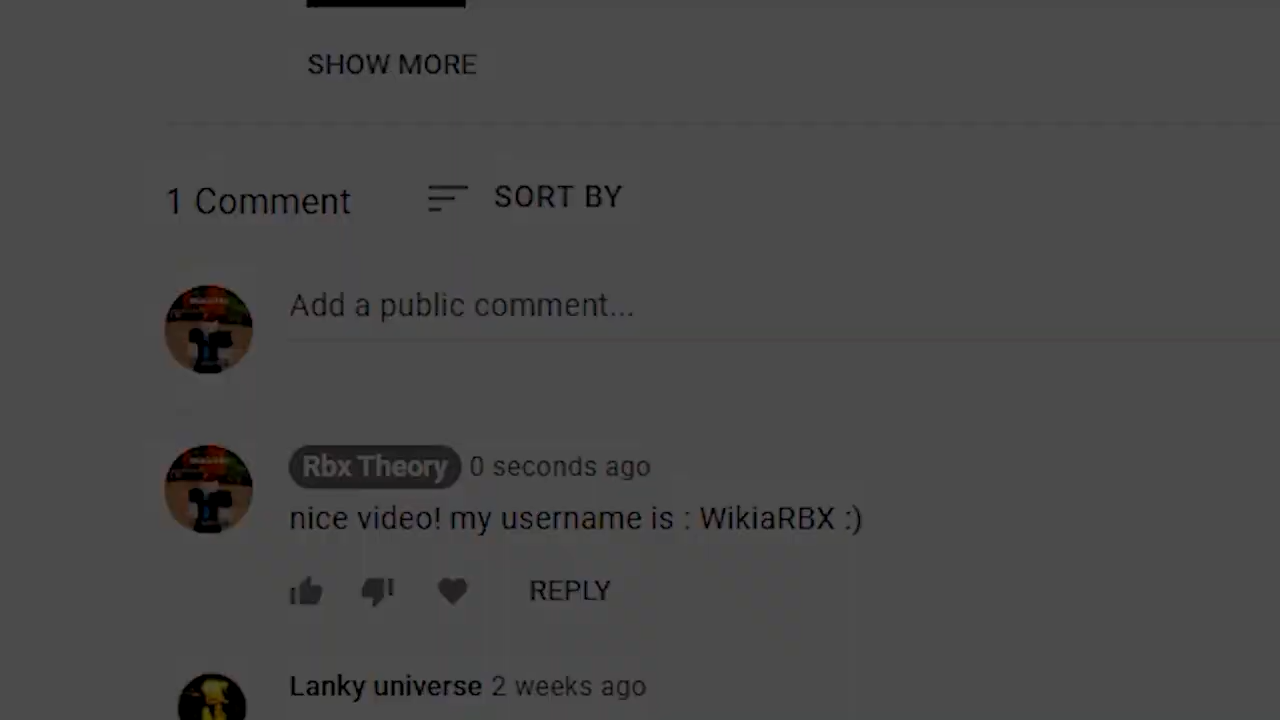 SHOW MORE
1 Comment
SORT BY
Add a public comment...
Rbx Theory 0 seconds ago
nice video! my username is : WikiaRBX :)
REPLY
Lanky universe 2 weeks ago